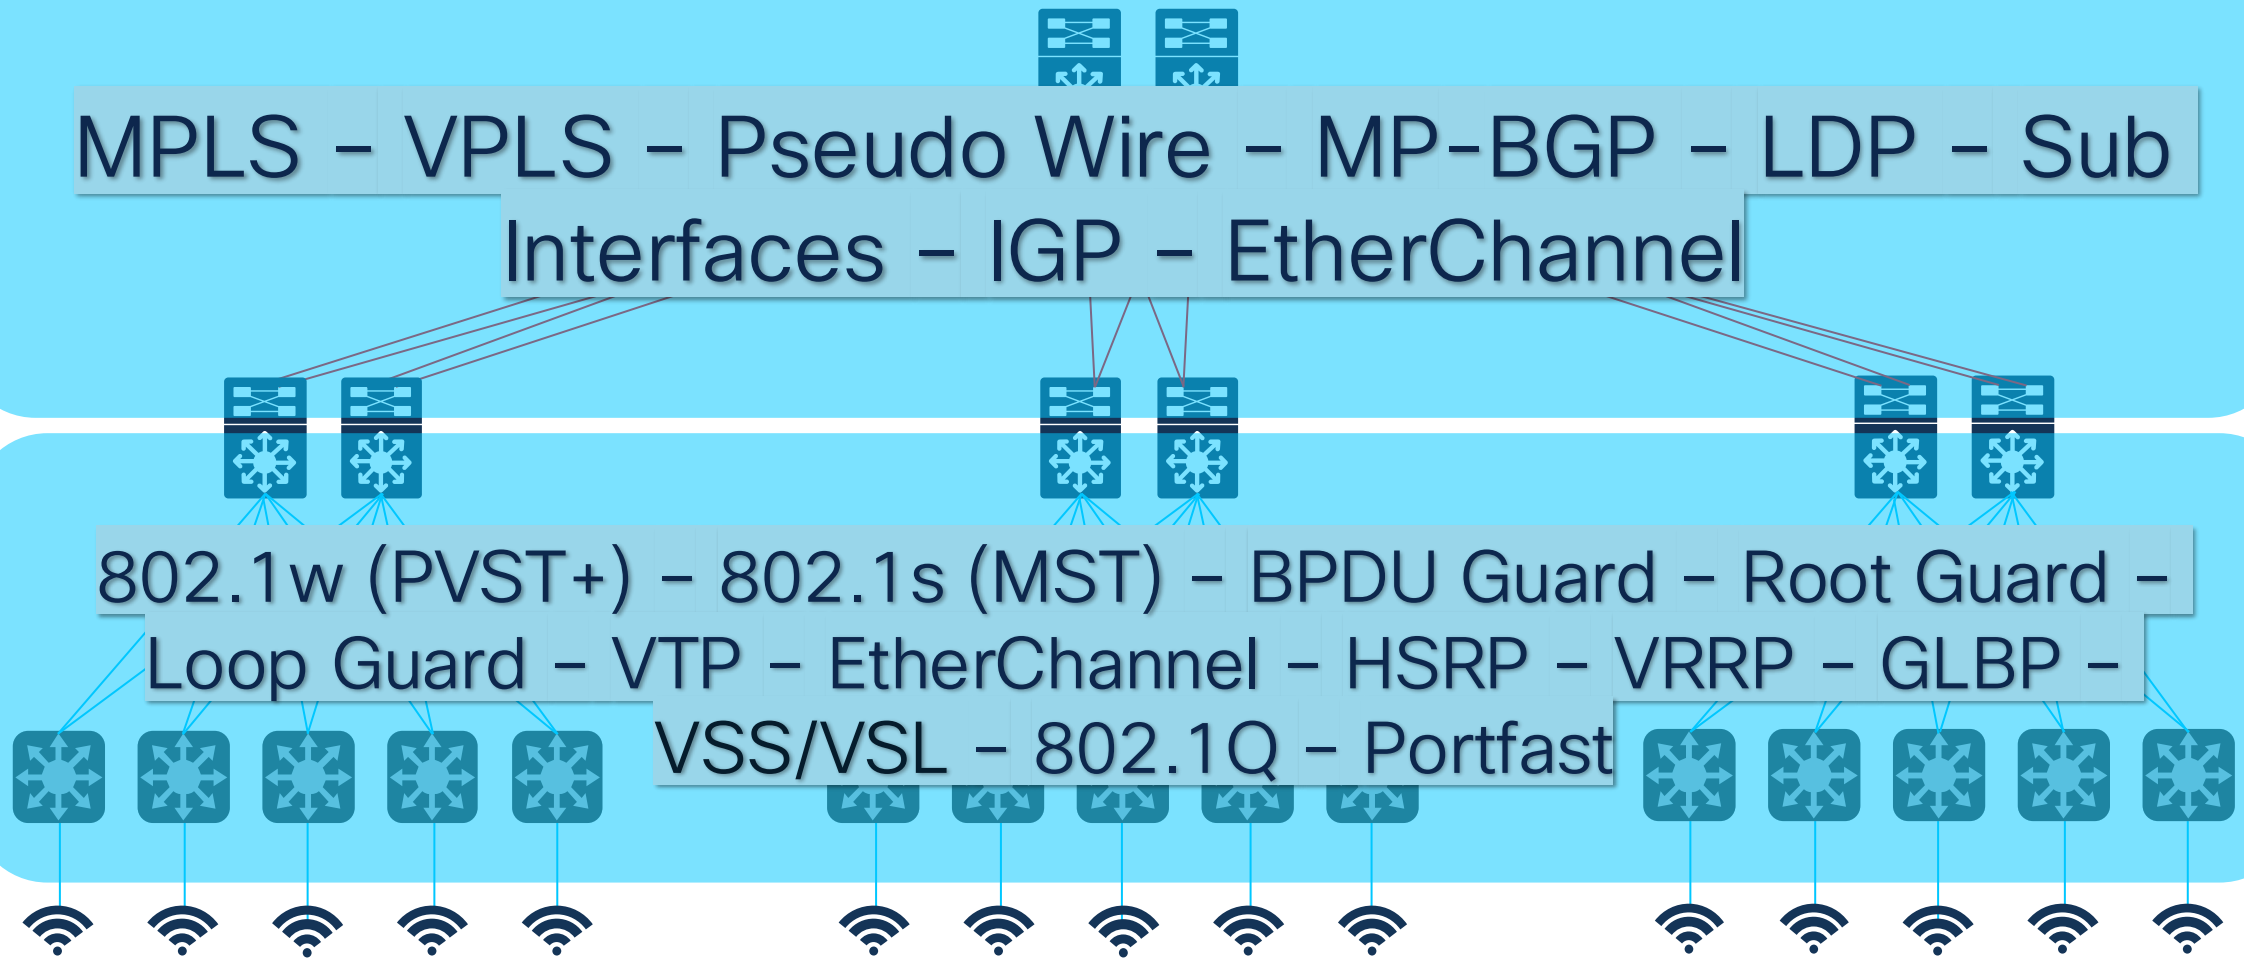 MPLS – VPLS – Pseudo Wire – MP-BGP – LDP – Sub
Interfaces – IGP – EtherChannel
802.1w (PVST+) – 802.1s (MST) – BPDU Guard – Root Guard –
Loop Guard – VTP – EtherChannel – HSRP – VRRP – GLBP –
VSS/VSL – 802.1Q – Portfast